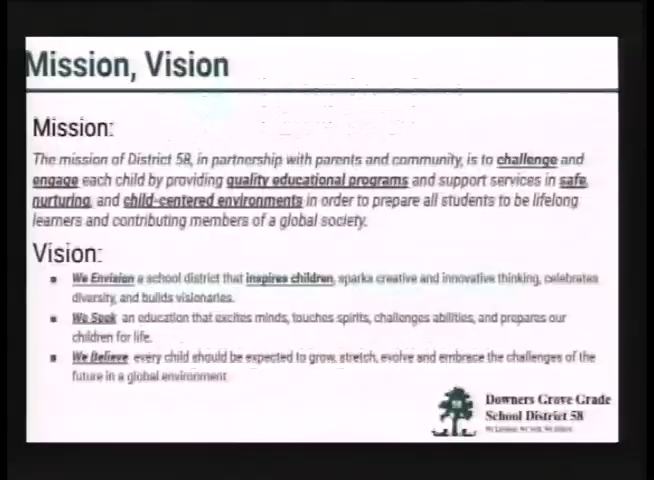 Mission, Vision
Mission:
The mission of District 58, in partnership with parents and community, is to challenge and
engage each child by providing quality educational programs and support services in safe,
nurturing, and child-centered environments in order to prepare all students to be lifelong
learners and contributing members of a global society.
Vision:
We Envision a school district that inspires children, sparks creative and innovative thinking, celebrates
diversity, and builds visionaries.
We Seek an education that excites minds, touches spirits, challenges abilities, and prepares our
children for life.
We Believe every child should be expected to grow, stretch, evolve and embrace the challenges of the
future in a global environment
58
Downers Grove Grade
School District 58